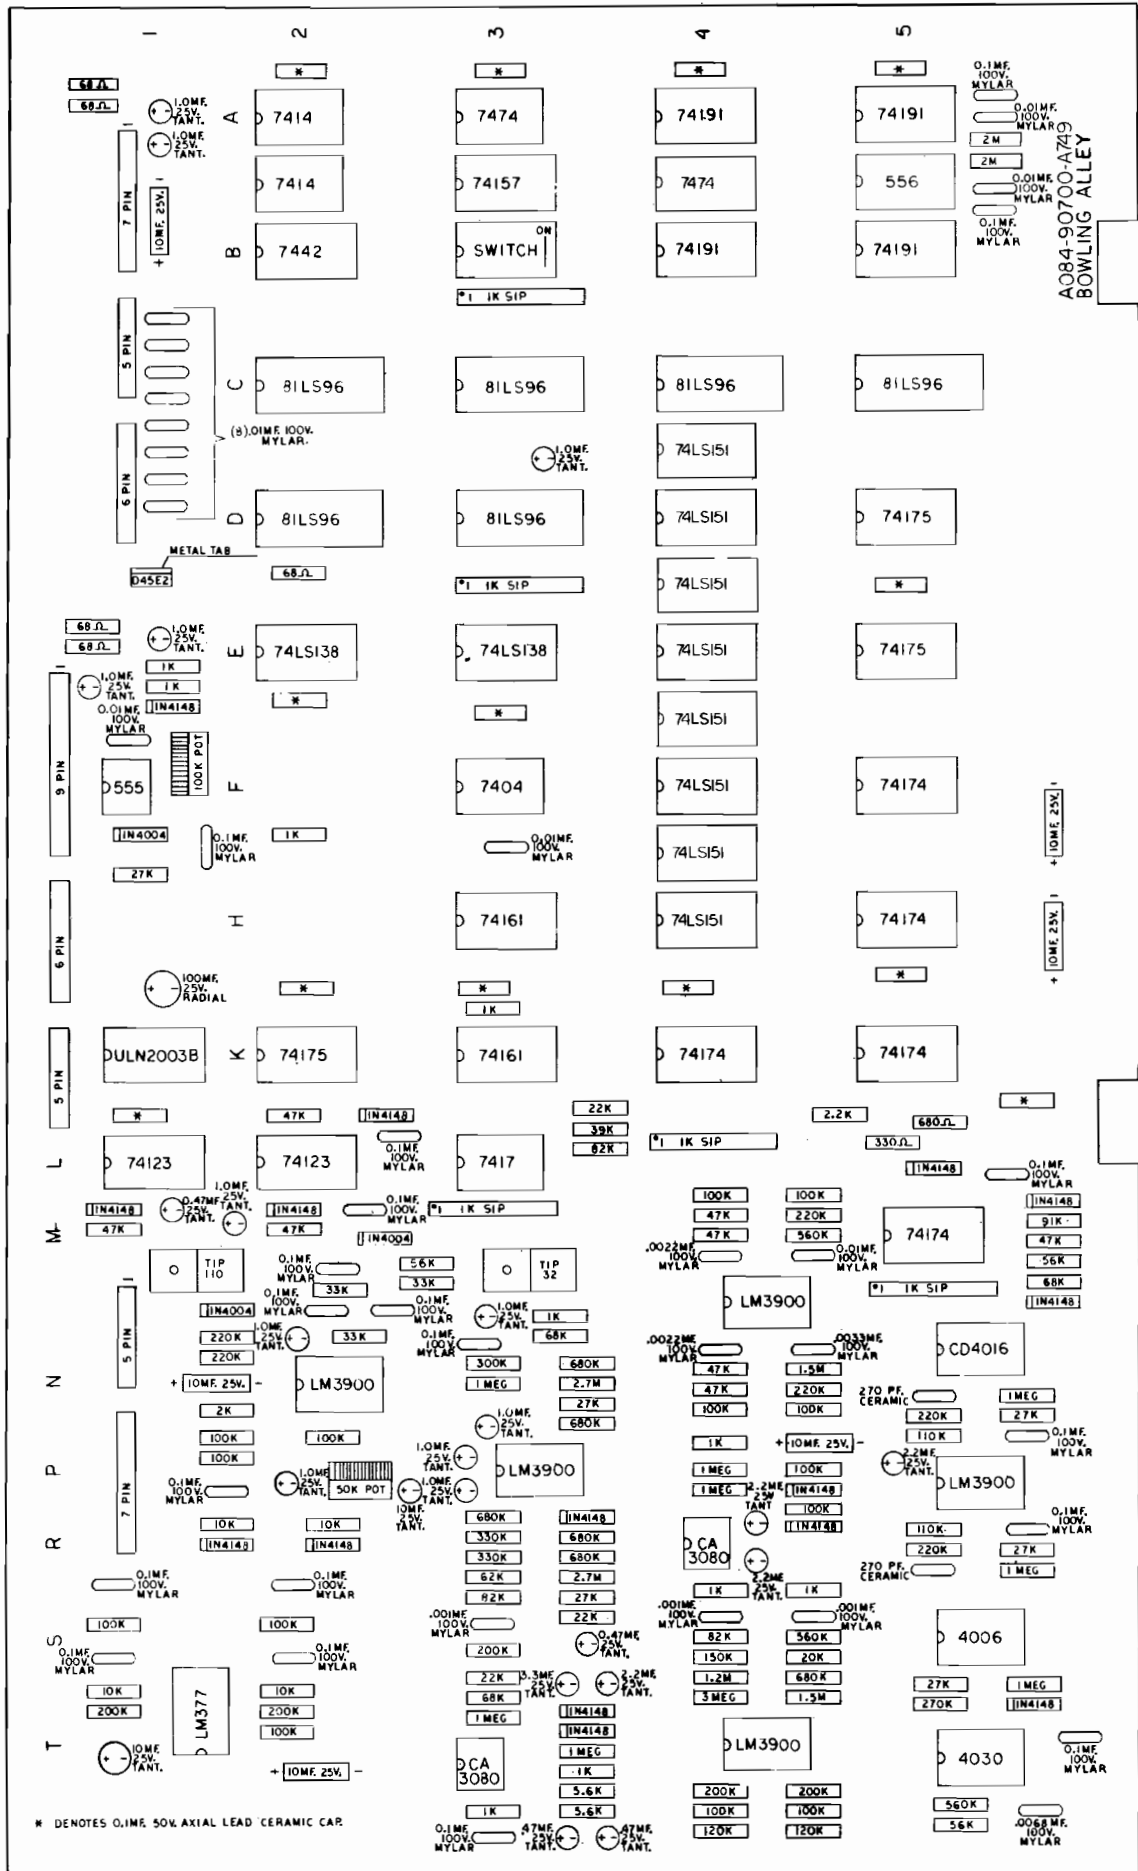 1 2 3 4 5
68Ω * * * * 0.1MF. 100V. MYLAR
68Ω
1.0MF. 25V. TANT. A 7414 7474 74191 74191 0.01MF. 100V. MYLAR
1.0MF. 25V. TANT. 2M
2M
1 7 PIN
+ 10MF. 25V. 1
7414 74157 7474 556 0.01MF. 100V. MYLAR
0.1MF. 100V. MYLAR
B 7442 SWITCH ON 74191 74191
A084-90700-A749
BOWLING ALLEY
*1 1K SIP
5 PIN
C 81LS96 81LS96 81LS96 81LS96
(8).01MF. 100V. MYLAR.
6 PIN
1.0MF. 25V. TANT. 74LS151
D 81LS96 81LS96 74LS151 74175
METAL TAB
D45E2 68Ω *1 1K SIP 74LS151 *
68Ω
68Ω
1.0MF. 25V. TANT. E 74LS138 74LS138 74LS151 75175
1K
1.0MF. 25V. TANT. 1K
1N4148 * * 74LS151
0.01MF. 100V. MYLAR
1 9 PIN
555 100K POT F 7404 74LS151 74174
+ 10MF. 25V. 1
1N4004 0.1MF. 100V. MYLAR 1K 0.01MF. 100V. MYLAR 74LS151
27K
6 PIN
H 74161 74LS151 74174
+ 10MF. 25V. 1
100MF. 25V. RADIAL * * * *
1K
5 PIN
ULN2003B K 74175 74161 74174 74174
* 47K 1N4148 22K 2.2K 680Ω *
39K
82K *1 1K SIP 330Ω
L 74123 74123 0.1MF. 100V. MYLAR 7417 1N4148 0.1MF. 100V. MYLAR
100K 100K 1N4148
1N4148 0.47MF. 25V. TANT. 1.0MF. 25V. TANT. 1N4148 0.1MF. 100V. MYLAR *1 1K SIP 47K 220K 91K
M 47K 47K 1N4004 47K 560K 74174 47K
.0022MF. 100V. MYLAR 0.01MF. 100V. MYLAR 56K
TIP 110 0.1MF. 100V. MYLAR 56K TIP 32 68K
33K 33K *1 1K SIP 1N4148
LM3900
1 5 PIN
1N4004 0.1MF. 100V. MYLAR 0.1MF. 100V. MYLAR 1.0MF. 25V. TANT. 1K
220K 1.0MF. 25V. TANT. 33K 0.1MF. 100V. MYLAR 68K .0022MF. 100V. MYLAR .0033MF. 100V. MYLAR CD4016
220K 300K 680K 47K 1.5M
N + 10MF. 25V. - LM3900 1 MEG 2.7M 47K 220K 270 PF. CERAMIC 1 MEG
2K 27K 100K 100K 220K 27K
1.0MF. 25V. TANT. 680K 110K 0.1MF. 100V. MYLAR
7 PIN
100K 100K 1K + 10MF. 25V. -
P 100K 1.0MF. 25V. TANT. LM3900 1 MEG 100K 2.2MF. 25V. TANT. LM3900
0.1MF. 100V. MYLAR 1.0MF. 25V. TANT. 50K POT 10MF. 25V. TANT. 1.0MF. 25V. TANT. 1 MEG 2.2MF. 25V TANT 1N4148
100K
10K 10K 680K 1N4148 1N4148 110K 0.1MF. 100V. MYLAR
R 1N4148 1N4148 330K 680K CA 3080 220K 27K
330K 680K 2.2MF. 25V. TANT. 270 PF. CERAMIC 1 MEG
0.1MF. 100V. MYLAR 0.1MF. 100V. MYLAR 62K 2.7M
82K 27K 1K 1K
100K 100K .001MF. 100V. MYLAR 22K .001MF. 100V. MYLAR .001MF. 100V. MYLAR
S 0.1MF. 100V. MYLAR 0.1MF. 100V. MYLAR 200K 0.47MF. 25V. TANT. 82K 560K 4006
150K 20K
10K 10K 22K 3.3MF. 25V. TANT. 2.2MF. 25V. TANT. 1.2M 680K 27K 1 MEG
200K LM377 200K 68K 3 MEG 1.5M 270K 1N4148
100K 1 MEG 1N4148
1N4148
T 10MF. 25V. TANT. 1 MEG LM3900 4030 0.1MF. 100V. MYLAR
+ 10MF. 25V. - CA 3080 1K
5.6K 200K 200K
1K 5.6K 100K 100K 560K
* DENOTES 0.1MF. 50V. AXIAL LEAD CERAMIC CAP. 0.1MF. 100V. MYLAR .47MF. 25V. TANT. .47MF. 25V. TANT. 120K 120K 56K .0068MF. 100V. MYLAR